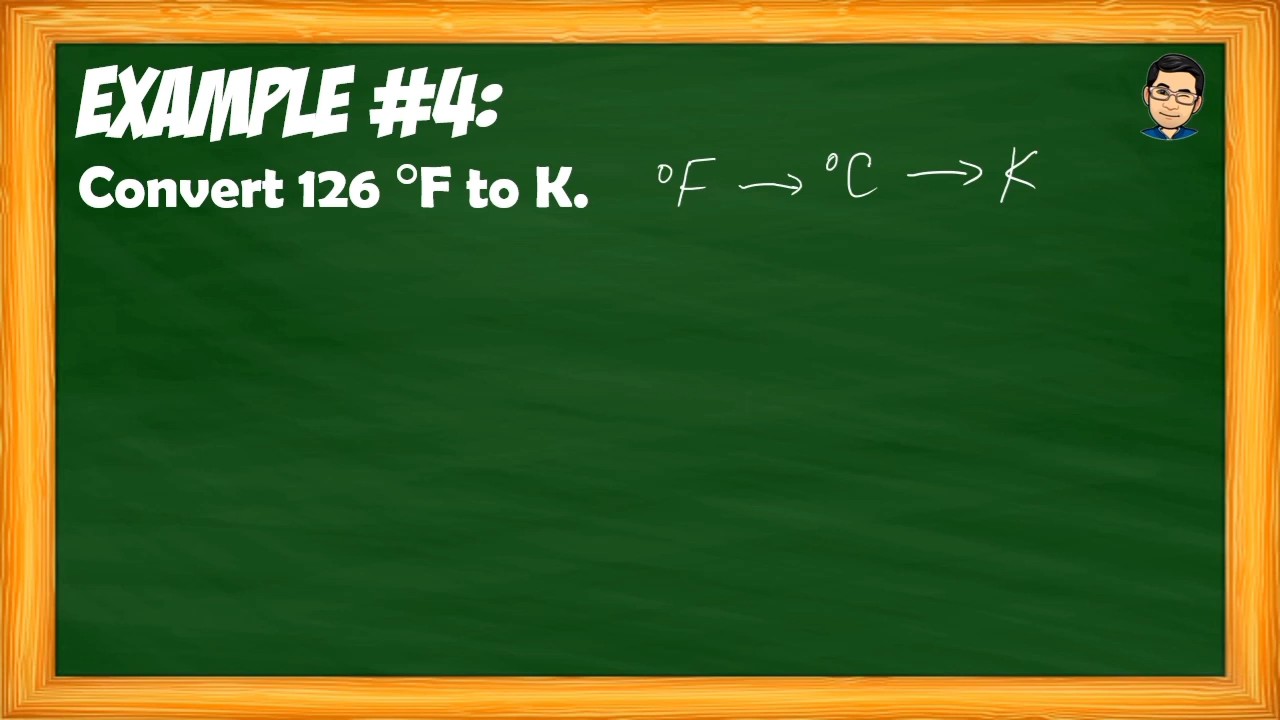 EXAMPLE #4:
Convert 126 °F to K. °F → °C → K